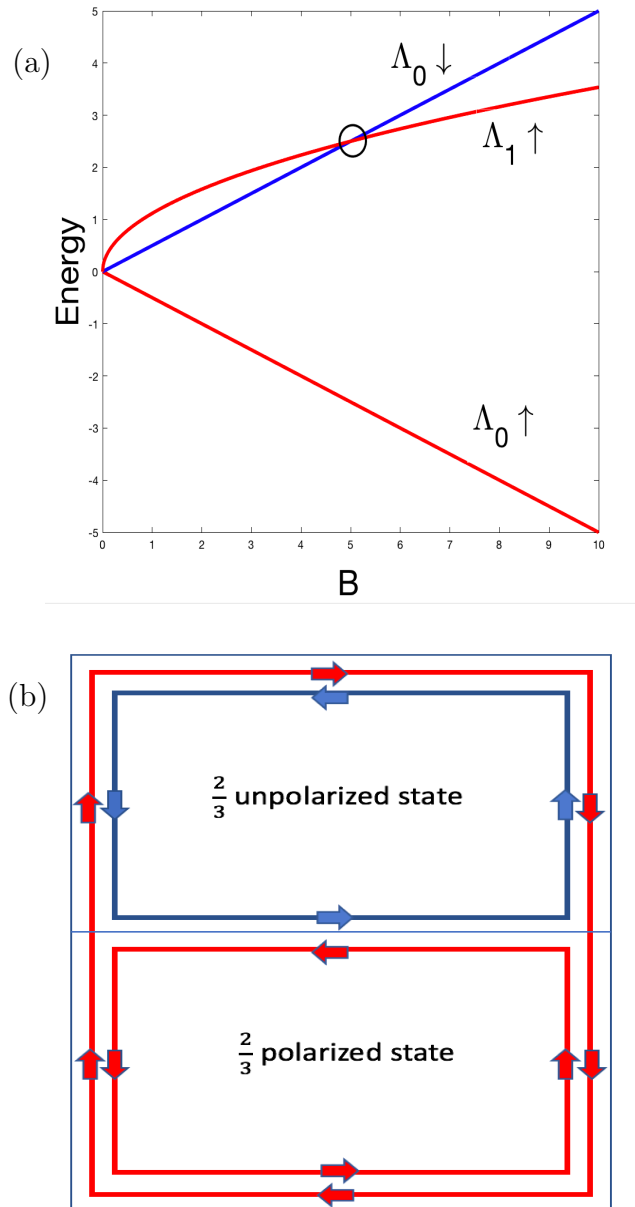 (a)
5
4
3
2
1
0
-1
-2
-3
-4
-5
Energy
Λ0 ↓
Λ1 ↑
Λ0 ↑
0 1 2 3 4 5 6 7 8 9 10
B
(b)
2/3 unpolarized state
2/3 polarized state